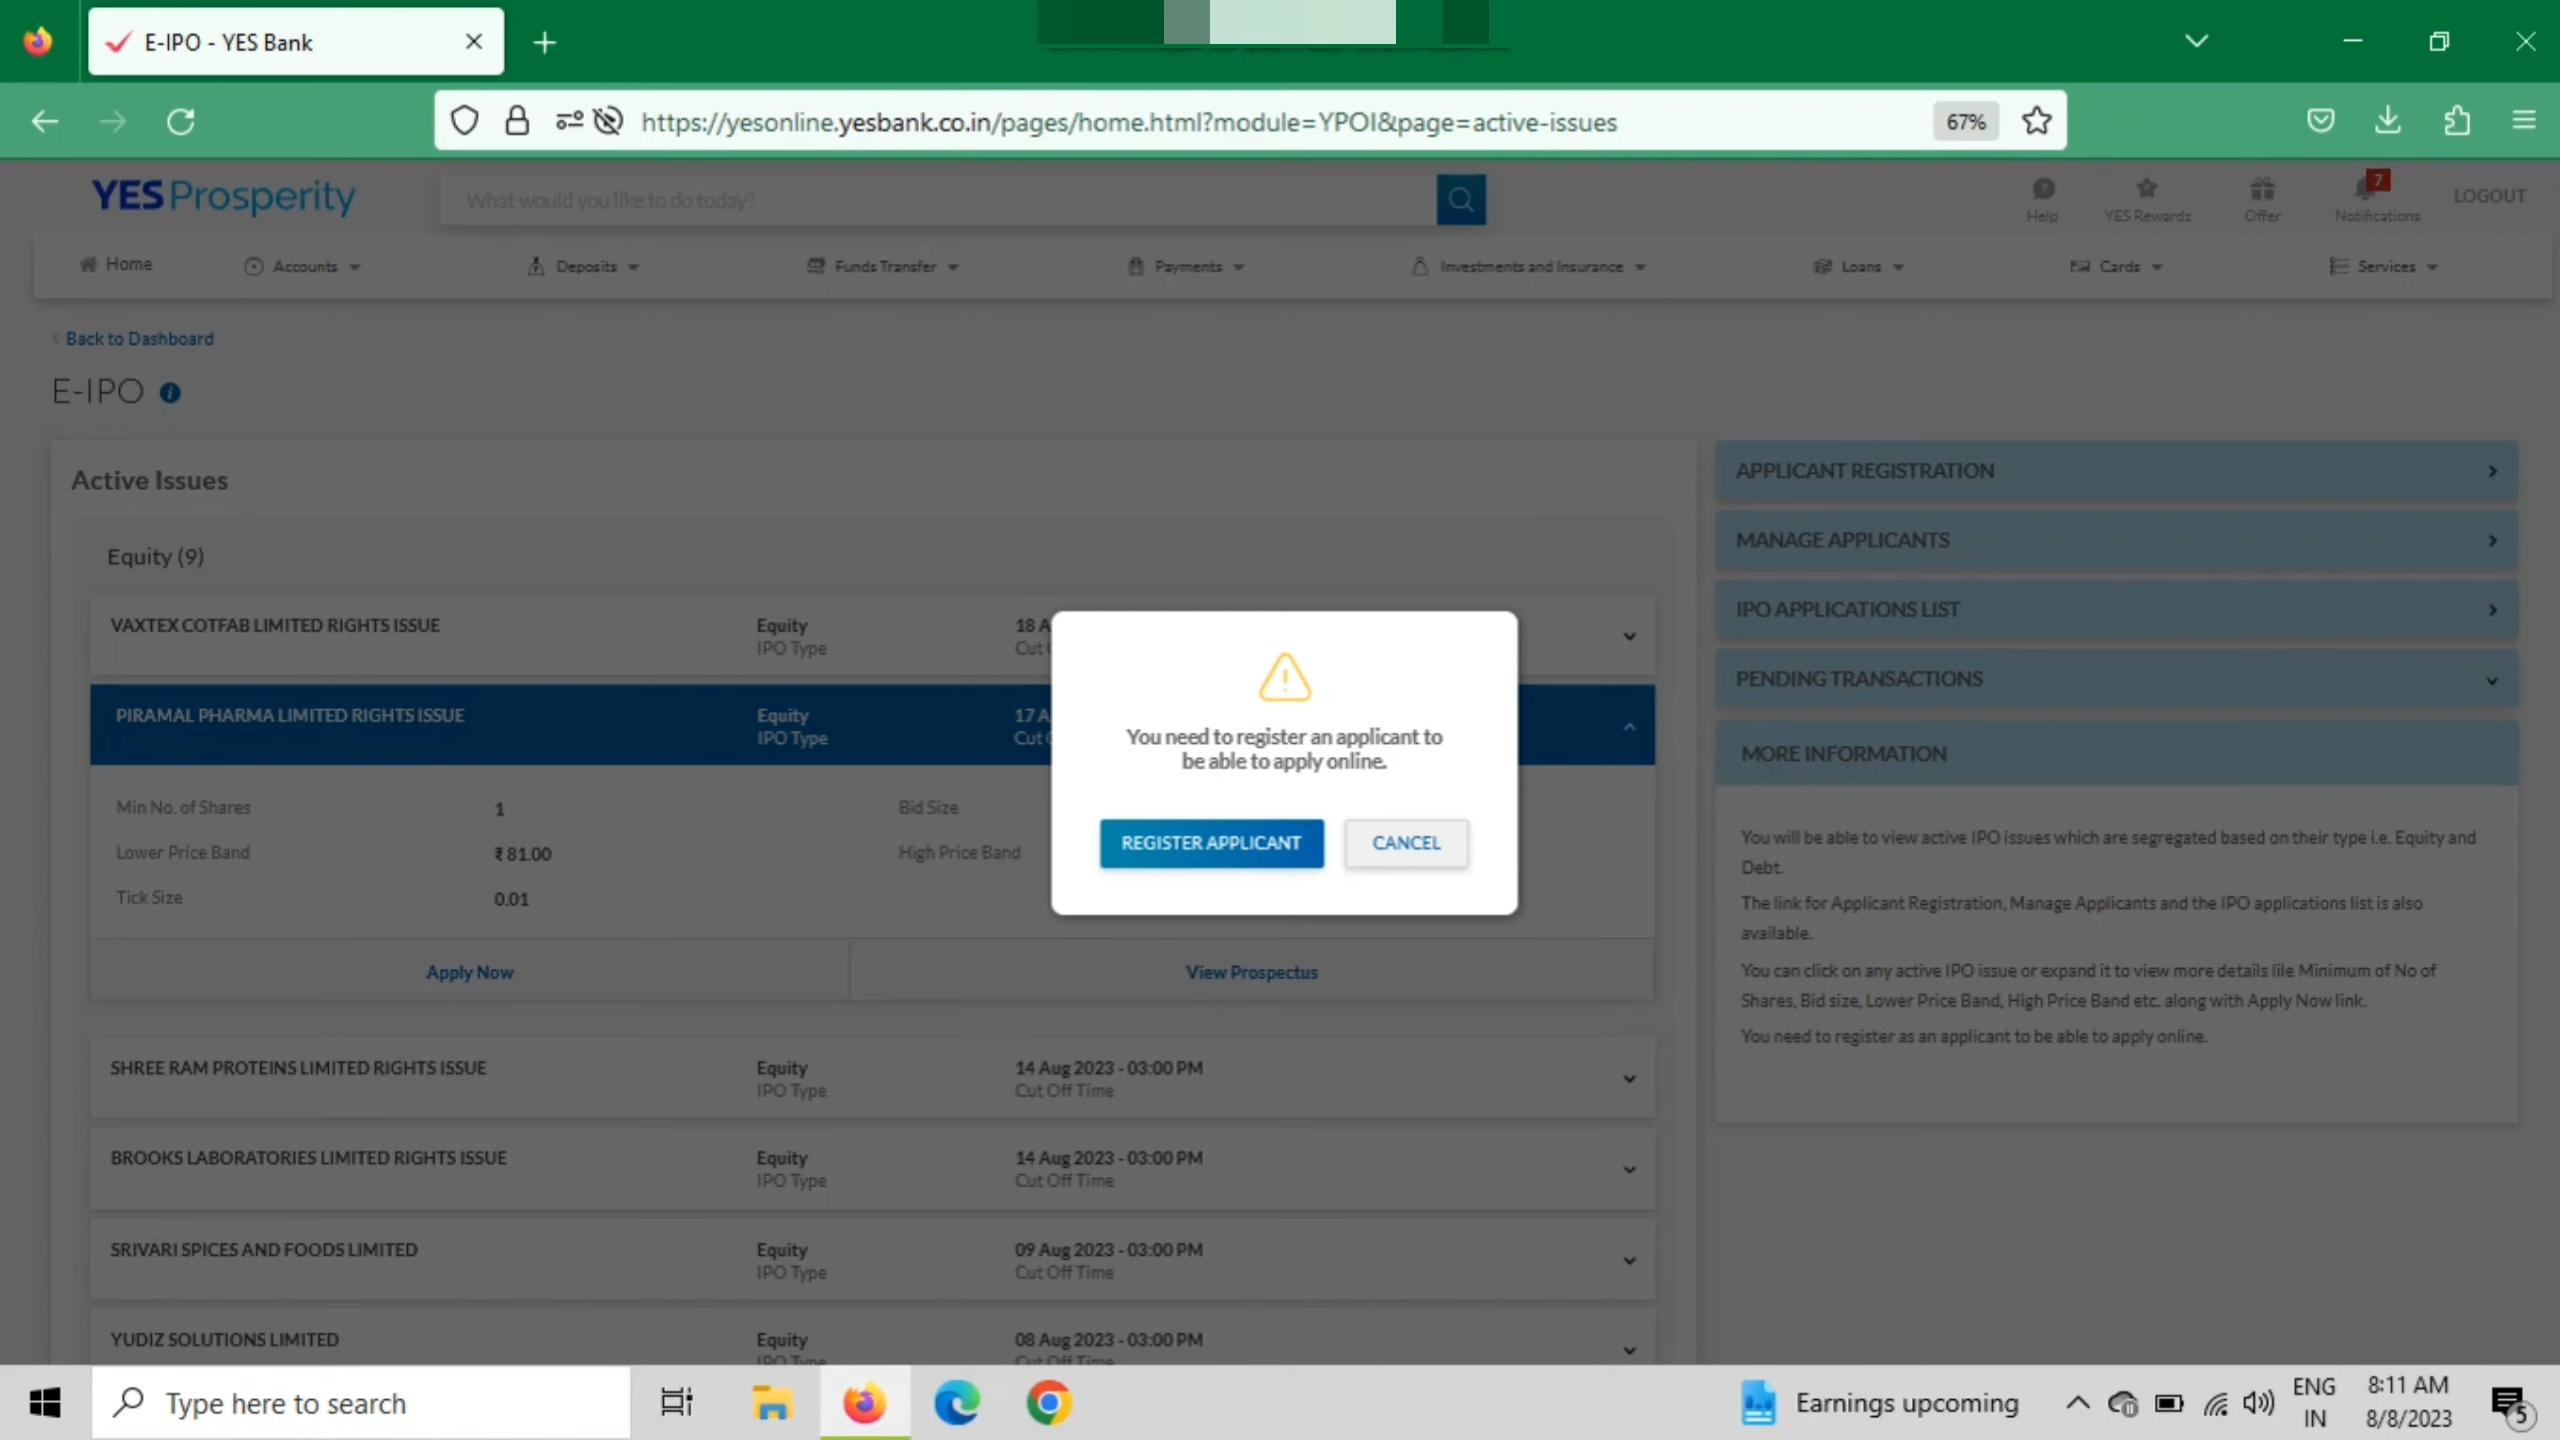 E-IPO - YES Bank
https://yesonline.yesbank.co.in/pages/home.html?module=YPOI&page=active-issues
67%
YES Prosperity
What would you like to do today?
Help
YES Rewards
Offer
7
Notifications
LOGOUT
Home
Accounts
Deposits
Funds Transfer
Payments
Investments and Insurance
Loans
Cards
Services
Back to Dashboard
E-IPO
Active Issues
Equity (9)
VAXTEX COTFAB LIMITED RIGHTS ISSUE
Equity
IPO Type
18 A
Cut
PIRAMAL PHARMA LIMITED RIGHTS ISSUE
Equity
IPO Type
17 A
Cut
Min No. of Shares
1
Bid Size
Lower Price Band
₹ 81.00
High Price Band
Tick Size
0.01
Apply Now
View Prospectus
SHREE RAM PROTEINS LIMITED RIGHTS ISSUE
Equity
IPO Type
14 Aug 2023 - 03:00 PM
Cut Off Time
BROOKS LABORATORIES LIMITED RIGHTS ISSUE
Equity
IPO Type
14 Aug 2023 - 03:00 PM
Cut Off Time
SRIVARI SPICES AND FOODS LIMITED
Equity
IPO Type
09 Aug 2023 - 03:00 PM
Cut Off Time
YUDIZ SOLUTIONS LIMITED
Equity
IPO Type
08 Aug 2023 - 03:00 PM
Cut Off Time
You need to register an applicant to
be able to apply online.
REGISTER APPLICANT
CANCEL
APPLICANT REGISTRATION
MANAGE APPLICANTS
IPO APPLICATIONS LIST
PENDING TRANSACTIONS
MORE INFORMATION
You will be able to view active IPO issues which are segregated based on their type i.e. Equity and
Debt.
The link for Applicant Registration, Manage Applicants and the IPO applications list is also
available.
You can click on any active IPO issue or expand it to view more details lile Minimum of No of
Shares, Bid size, Lower Price Band, High Price Band etc. along with Apply Now link.
You need to register as an applicant to be able to apply online.
Type here to search
Earnings upcoming
ENG
IN
8:11 AM
8/8/2023
5